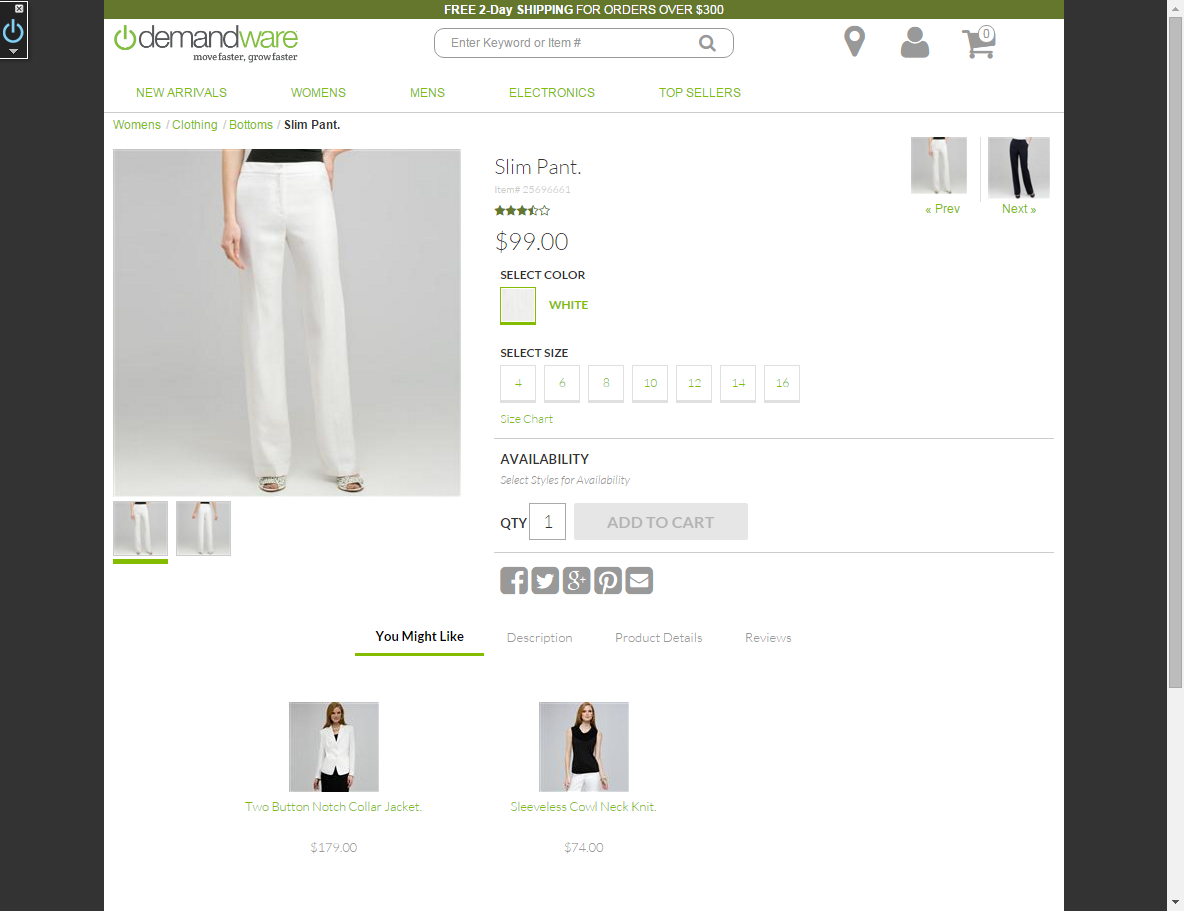 FREE 2-Day SHIPPING FOR ORDERS OVER $300
demandware
move faster, grow faster
Enter Keyword or Item #
0
NEW ARRIVALS WOMENS MENS ELECTRONICS TOP SELLERS
Womens / Clothing / Bottoms / Slim Pant.
Slim Pant.
Item# 25696661
« Prev Next »
$99.00
SELECT COLOR
WHITE
SELECT SIZE
4 6 8 10 12 14 16
Size Chart
AVAILABILITY
Select Styles for Availability
QTY 1 ADD TO CART
You Might Like Description Product Details Reviews
Two Button Notch Collar Jacket. Sleeveless Cowl Neck Knit.
$179.00 $74.00